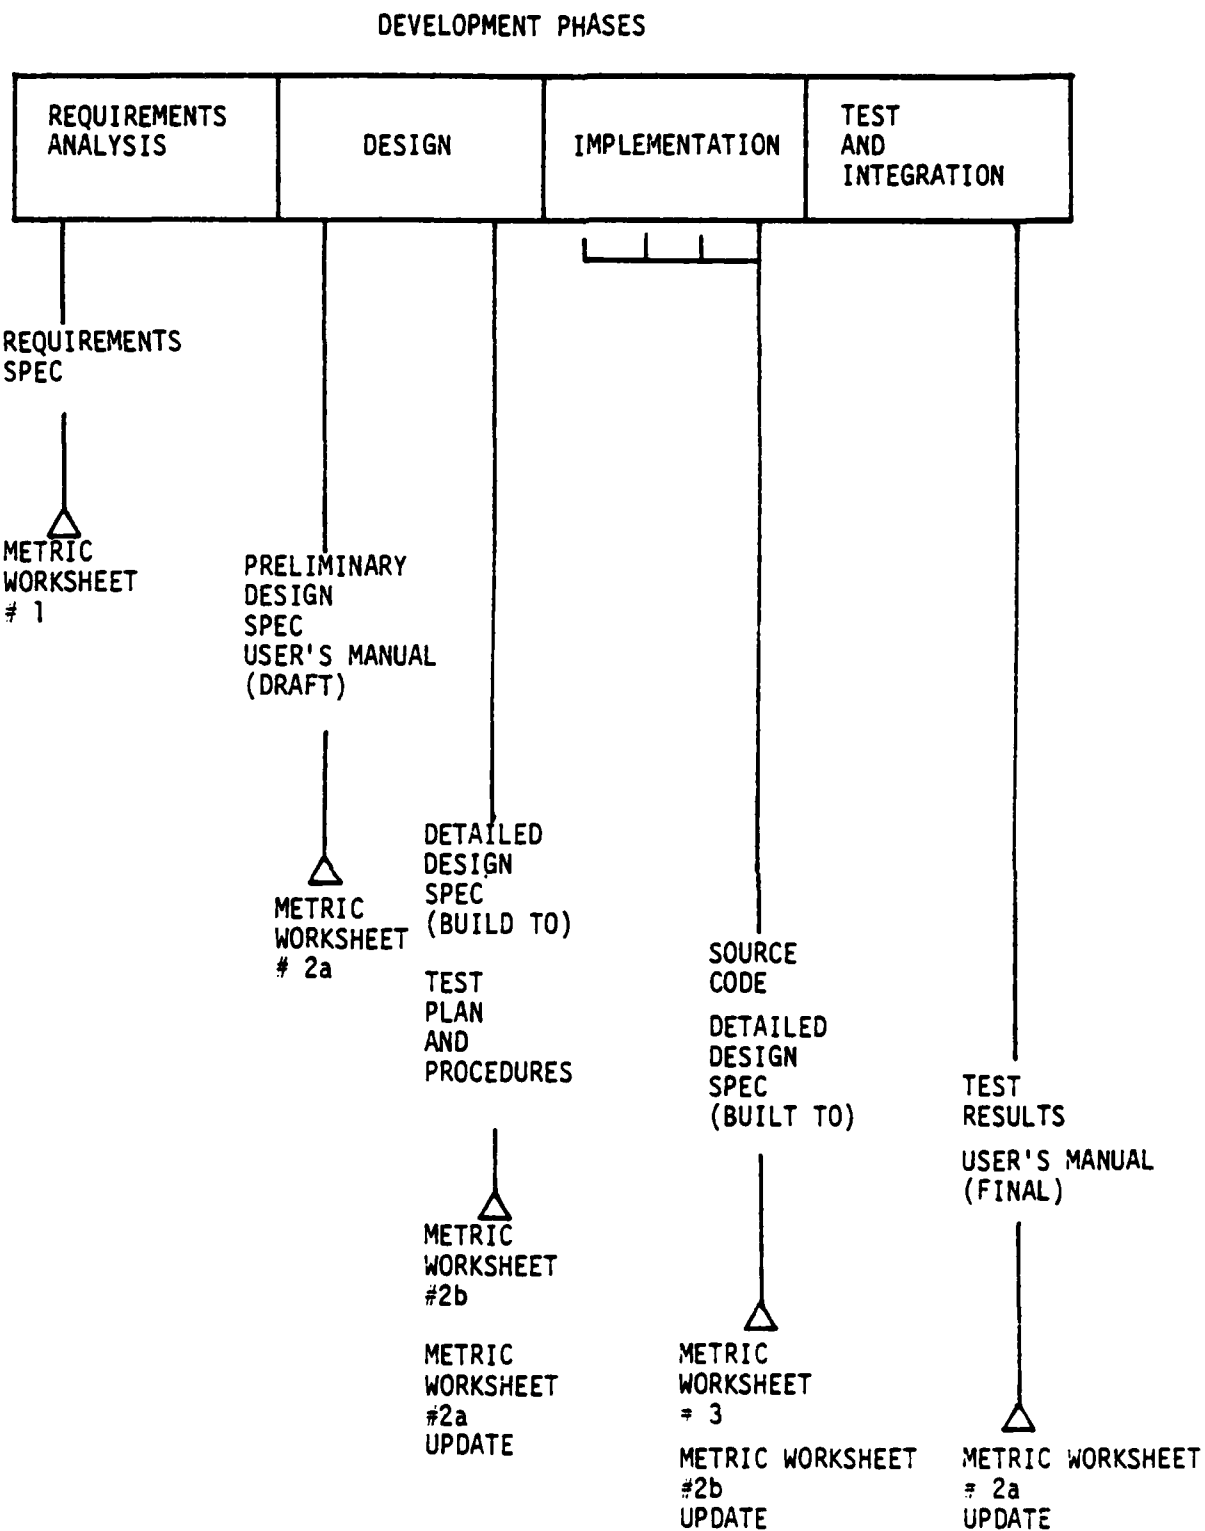 DEVELOPMENT PHASES
REQUIREMENTS
ANALYSIS
DESIGN
IMPLEMENTATION
TEST
AND
INTEGRATION
REQUIREMENTS
SPEC
METRIC
WORKSHEET
# 1
PRELIMINARY
DESIGN
SPEC
USER'S MANUAL
(DRAFT)
METRIC
WORKSHEET
# 2a
DETAILED
DESIGN
SPEC
(BUILD TO)
TEST
PLAN
AND
PROCEDURES
METRIC
WORKSHEET
#2b
METRIC
WORKSHEET
#2a
UPDATE
SOURCE
CODE
DETAILED
DESIGN
SPEC
(BUILT TO)
METRIC
WORKSHEET
# 3
METRIC WORKSHEET
#2b
UPDATE
TEST
RESULTS
USER'S MANUAL
(FINAL)
METRIC WORKSHEET
# 2a
UPDATE